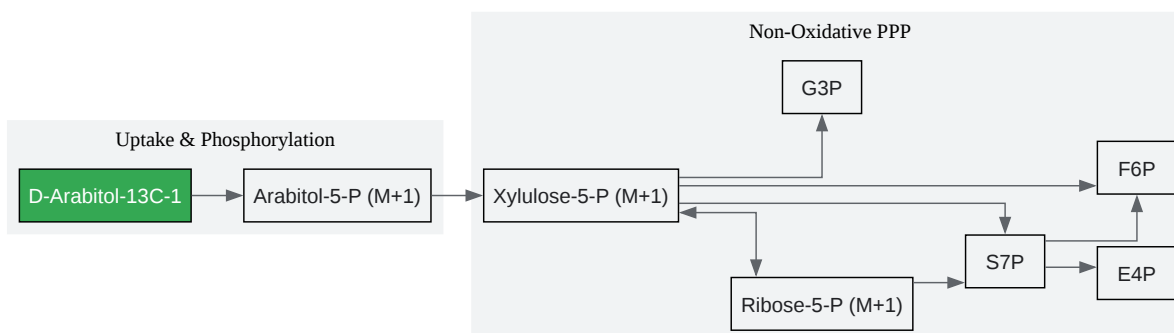 Non-Oxidative PPP
G3P
Uptake & Phosphorylation
D-Arabitol-13C-1
Arabitol-5-P (M+1)
Xylulose-5-P (M+1)
F6P
S7P
E4P
Ribose-5-P (M+1)